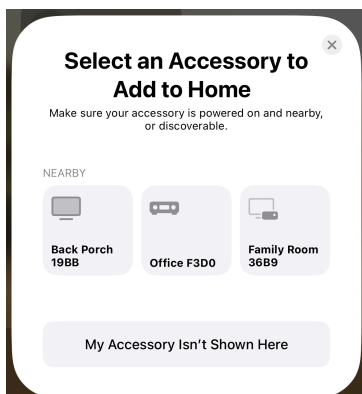 Select an Accessory to
Add to Home
Make sure your accessory is powered on and nearby,
or discoverable.
NEARBY
Back Porch
19BB
Office F3D0
Family Room
36B9
My Accessory Isn't Shown Here